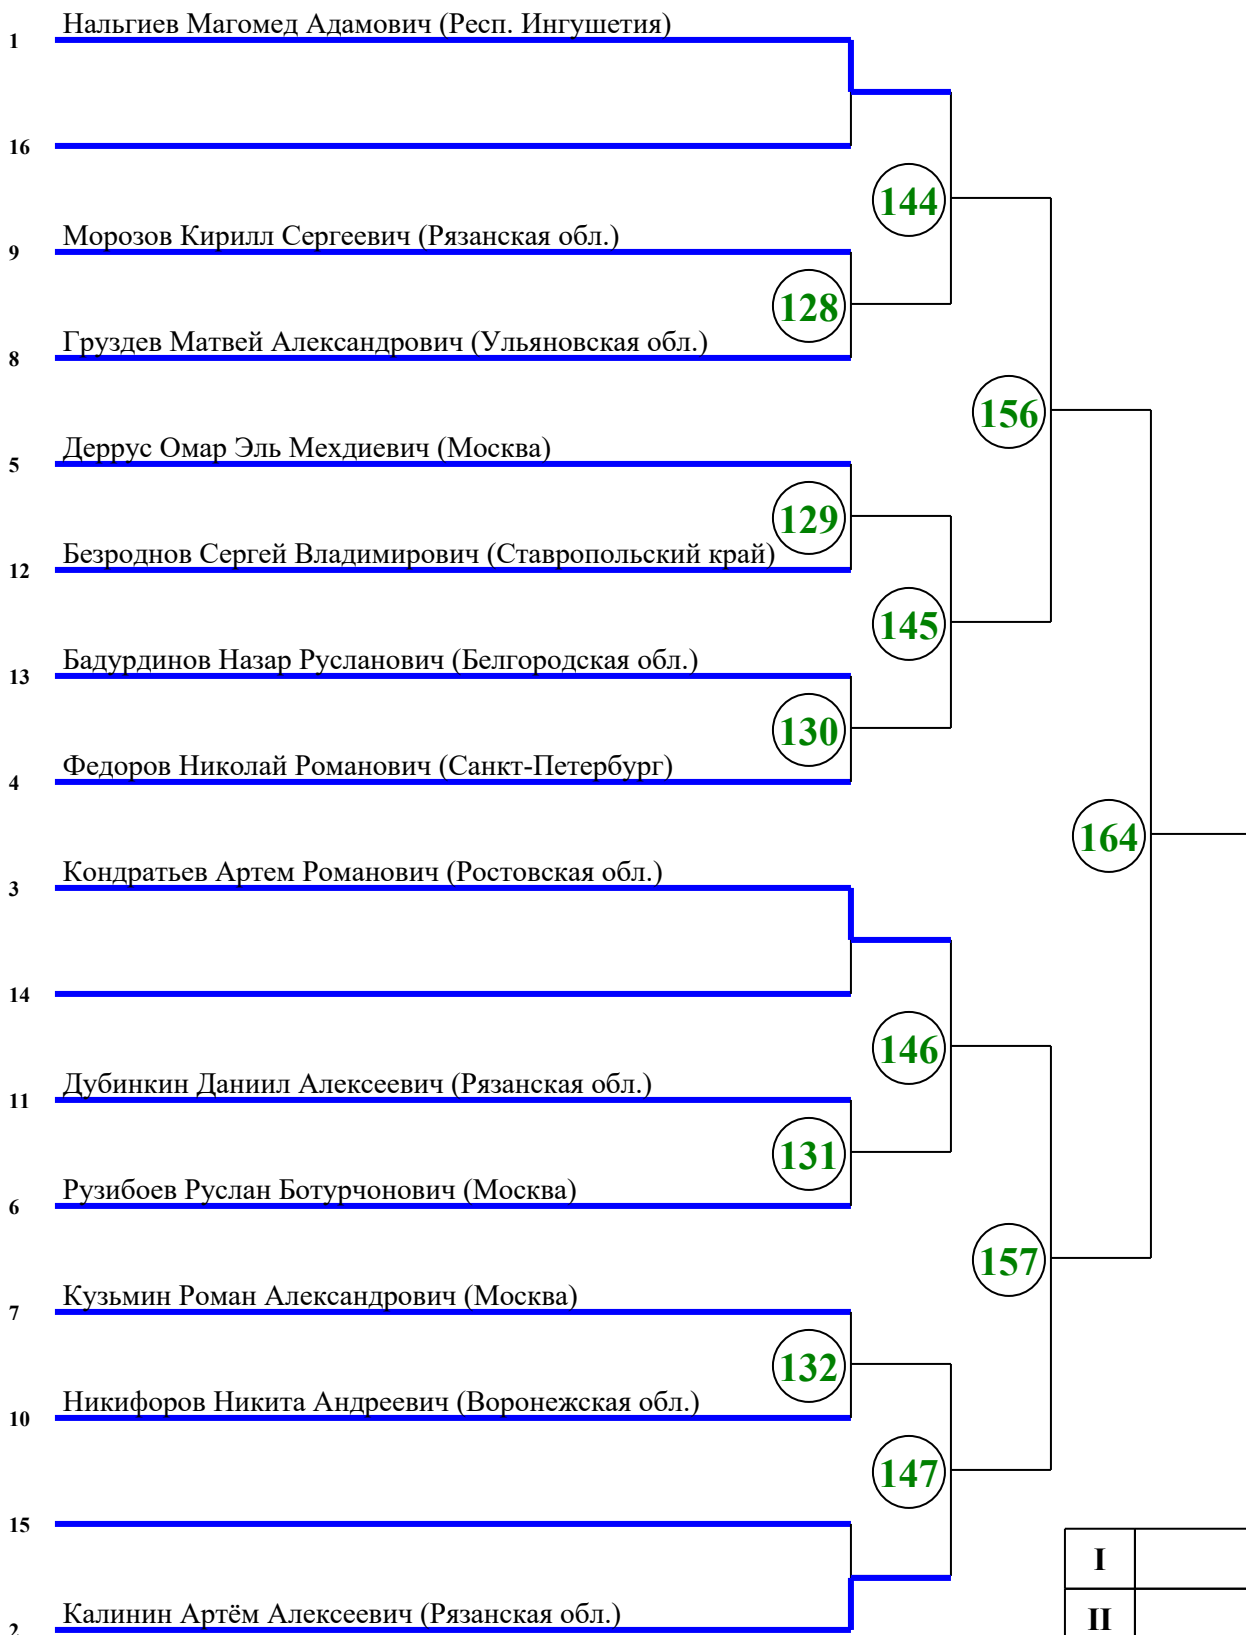 1 Нальгиев Магомед Адамович (Респ. Ингушетия)
16
144
9 Морозов Кирилл Сергеевич (Рязанская обл.)
128
8 Груздев Матвей Александрович (Ульяновская обл.)
156
5 Деррус Омар Эль Мехдиевич (Москва)
129
12 Безроднов Сергей Владимирович (Ставропольский край)
145
13 Бадурдинов Назар Русланович (Белгородская обл.)
130
4 Федоров Николай Романович (Санкт-Петербург)
164
3 Кондратьев Артем Романович (Ростовская обл.)
14
146
11 Дубинкин Даниил Алексеевич (Рязанская обл.)
131
6 Рузибоев Руслан Ботурчонович (Москва)
157
7 Кузьмин Роман Александрович (Москва)
132
10 Никифоров Никита Андреевич (Воронежская обл.)
147
15
I
2 Калинин Артём Алексеевич (Рязанская обл.)
II